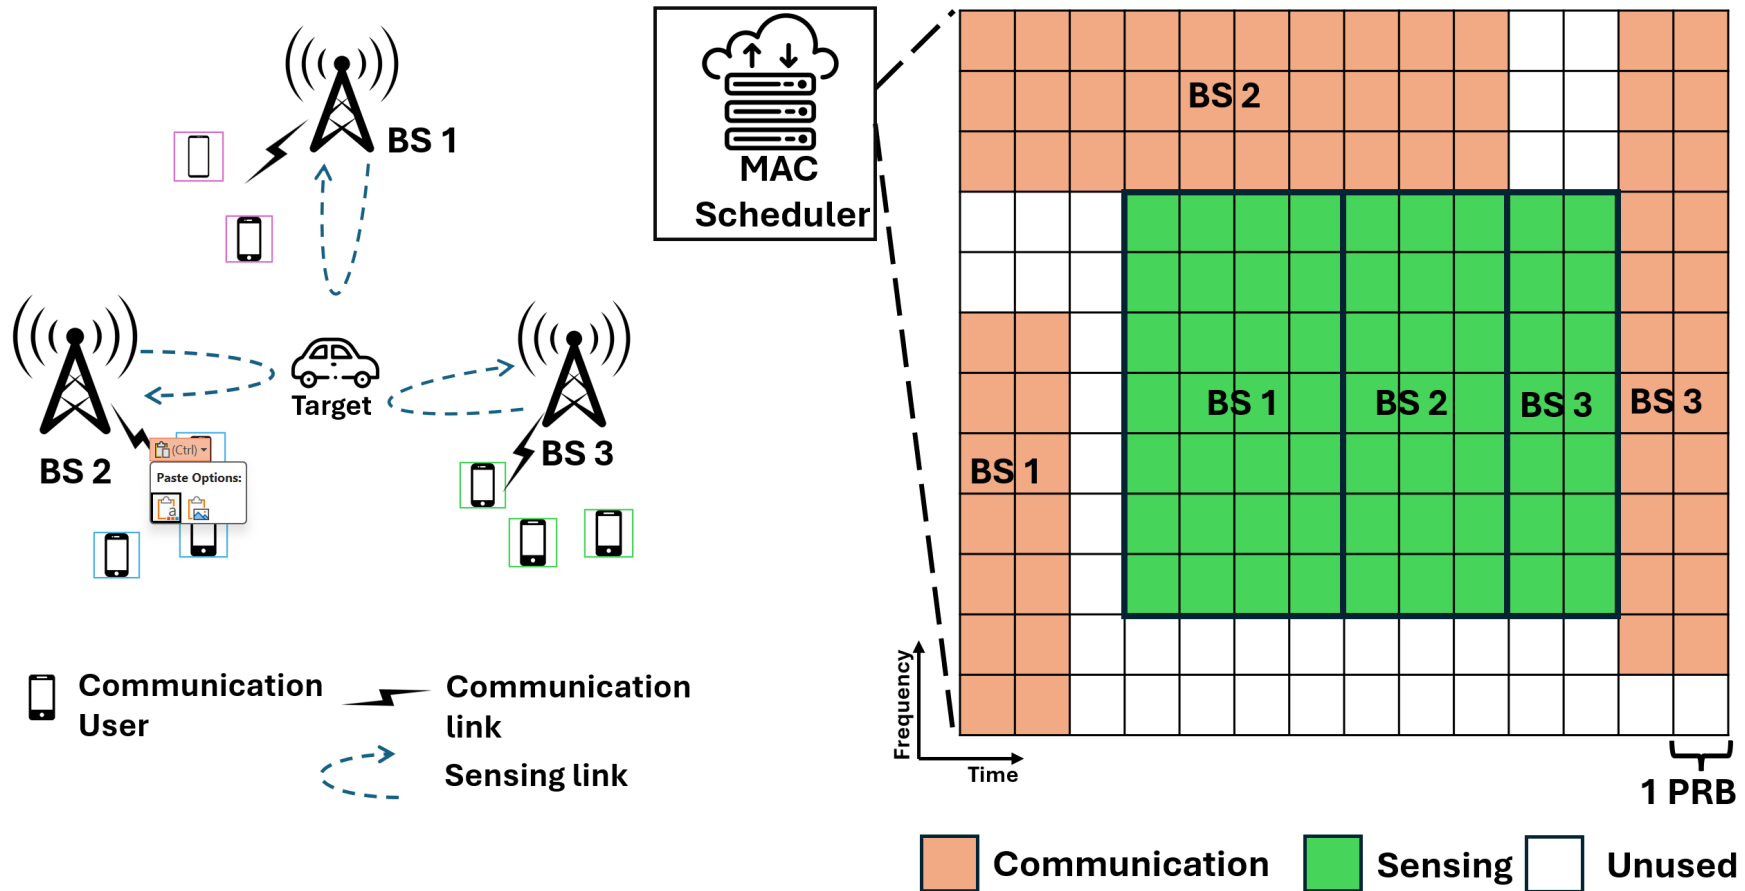 BS 1
BS 2
Target
BS 3
(Ctrl)
Paste Options:
a
MAC
Scheduler
BS 2
BS 1
BS 2
BS 3
BS 3
BS 1
Frequency
Time
1 PRB
Communication
User
Communication
link
Sensing link
Communication
Sensing
Unused